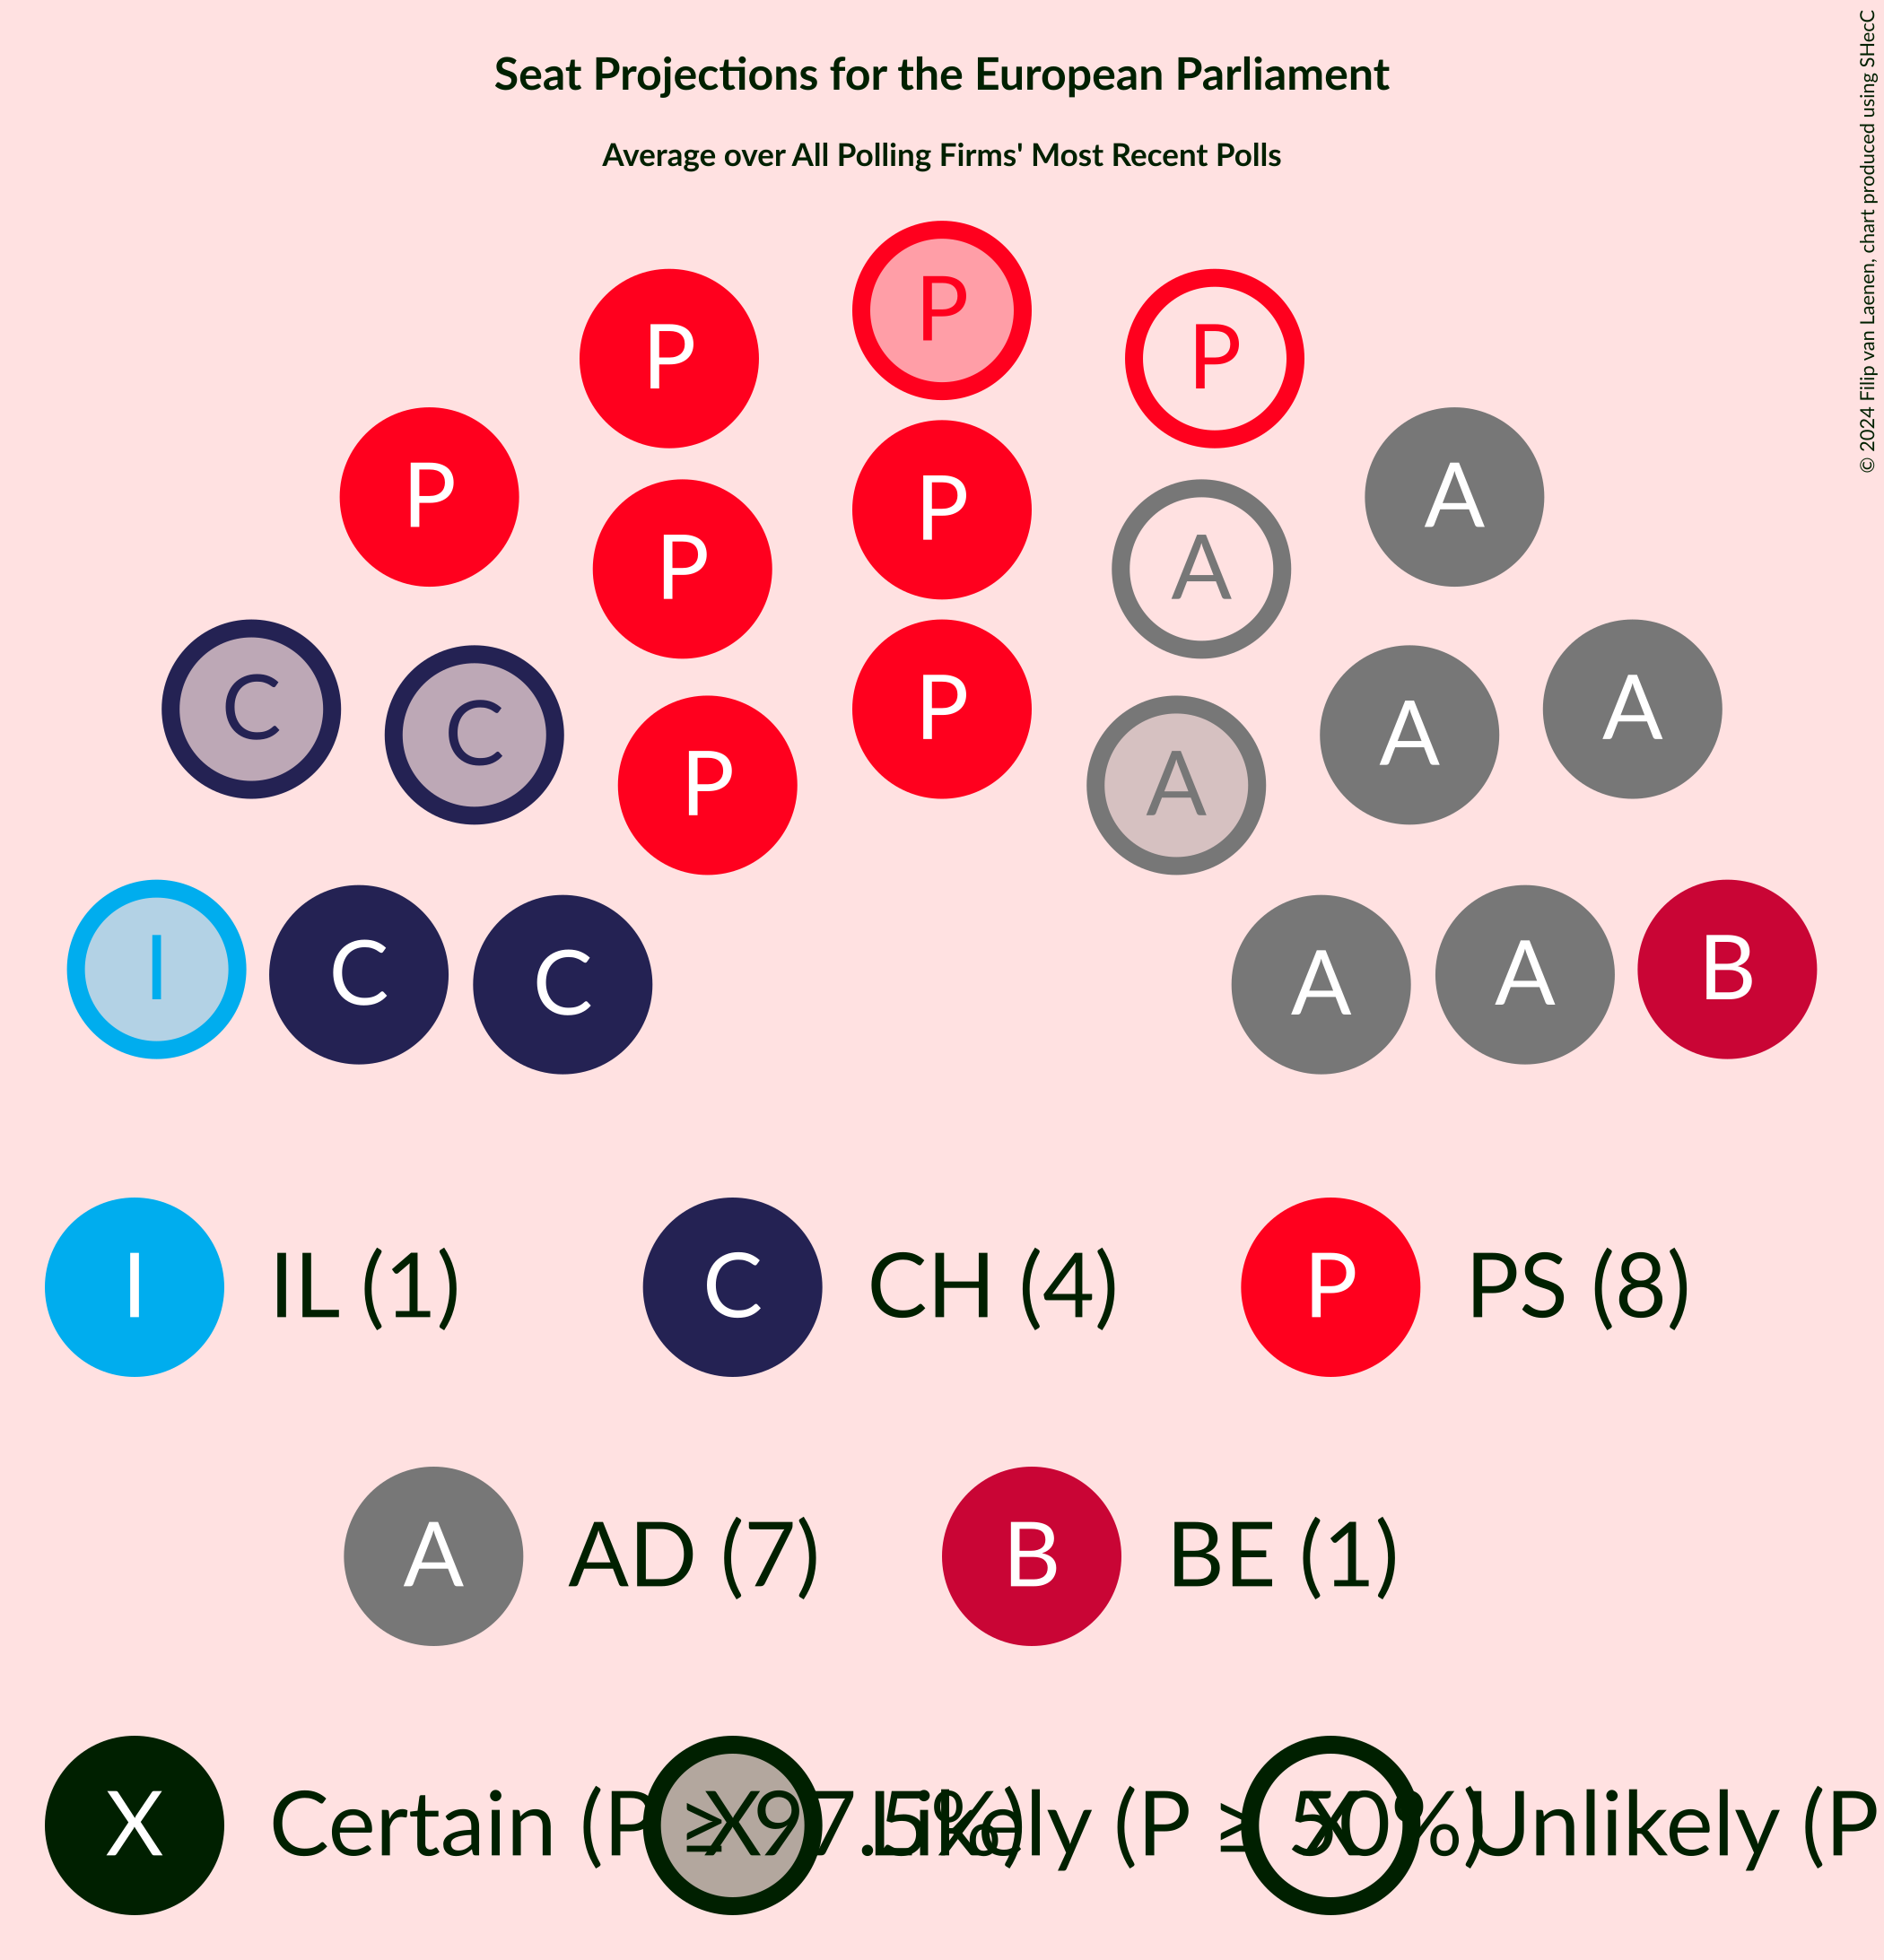 Seat Projections for the European Parliament
Average over All Polling Firms' Most Recent Polls
© 2024 Filip van Laenen, chart produced using SHecC
P
P P
P A
P
P A
P
C A
P
C A
P
A
I C C A A B
I IL (1) C CH (4) P PS (8)
A AD (7) B BE (1)
X Certain (P ≥ 97.5%) X Likely (P ≥ 50%) X Unlikely (P